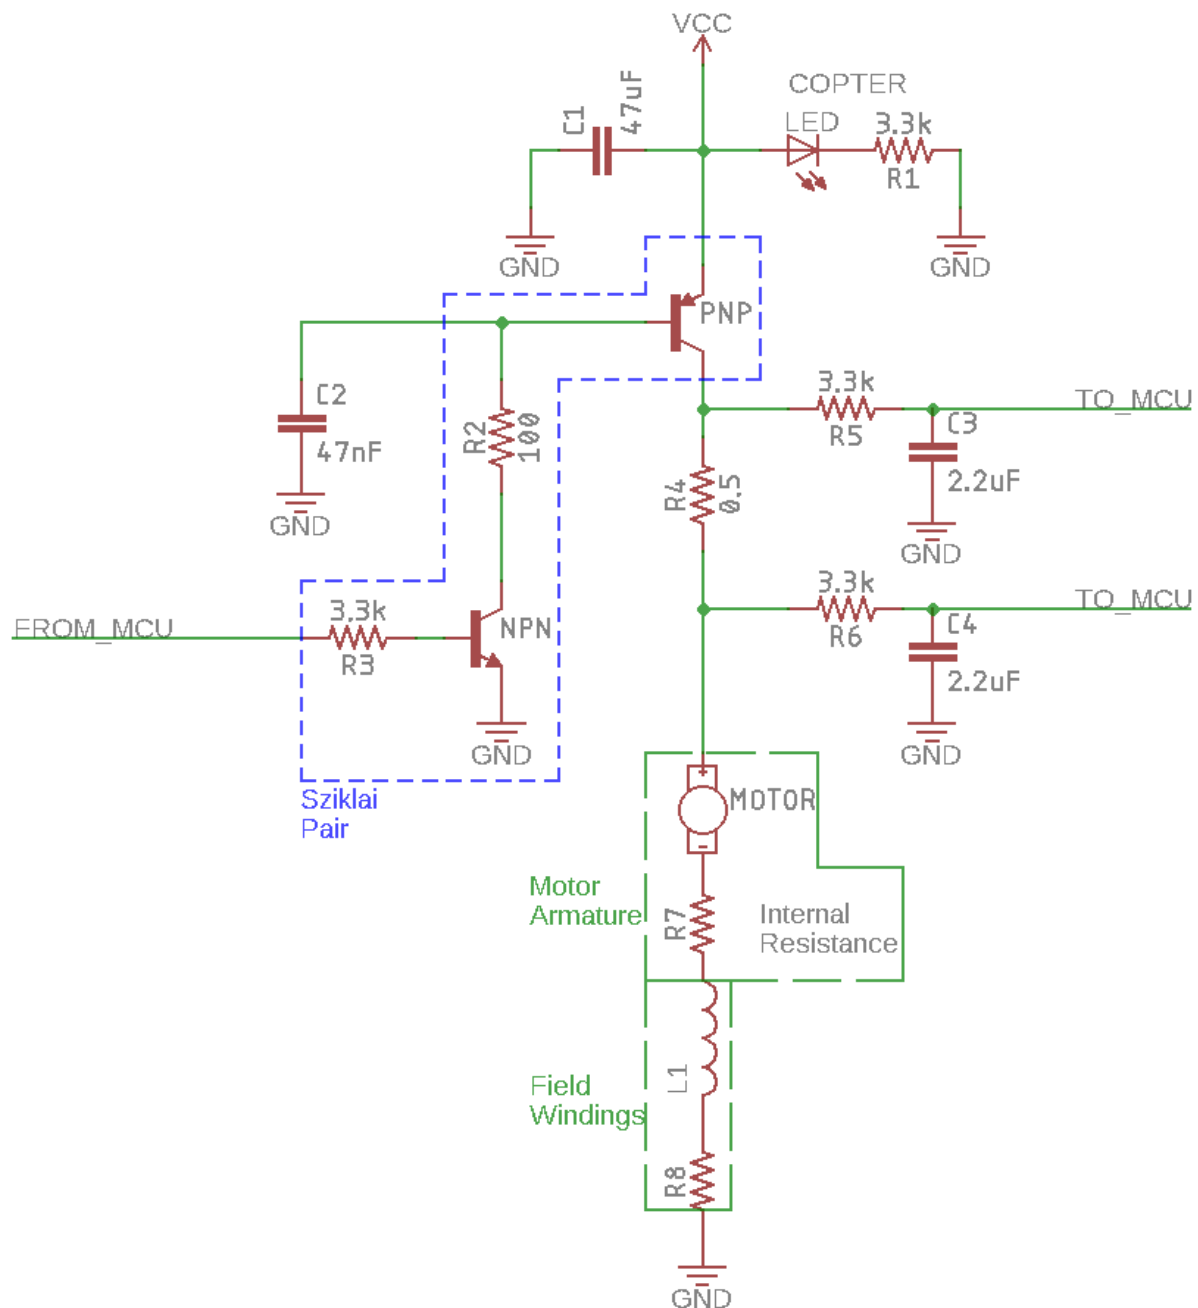 VCC
COPTER
LED
C1
47uF
3.3k
R1
GND
GND
PNP
C2
47nF
R2
100
GND
3.3k
R5
TO_MCU
C3
2.2uF
GND
R4
0.5
3.3k
R6
TO_MCU
C4
2.2uF
GND
FROM_MCU
3.3k
R3
NPN
GND
Sziklai
Pair
+
MOTOR
-
Motor
Armature
R7
Internal
Resistance
L1
Field
Windings
R8
GND